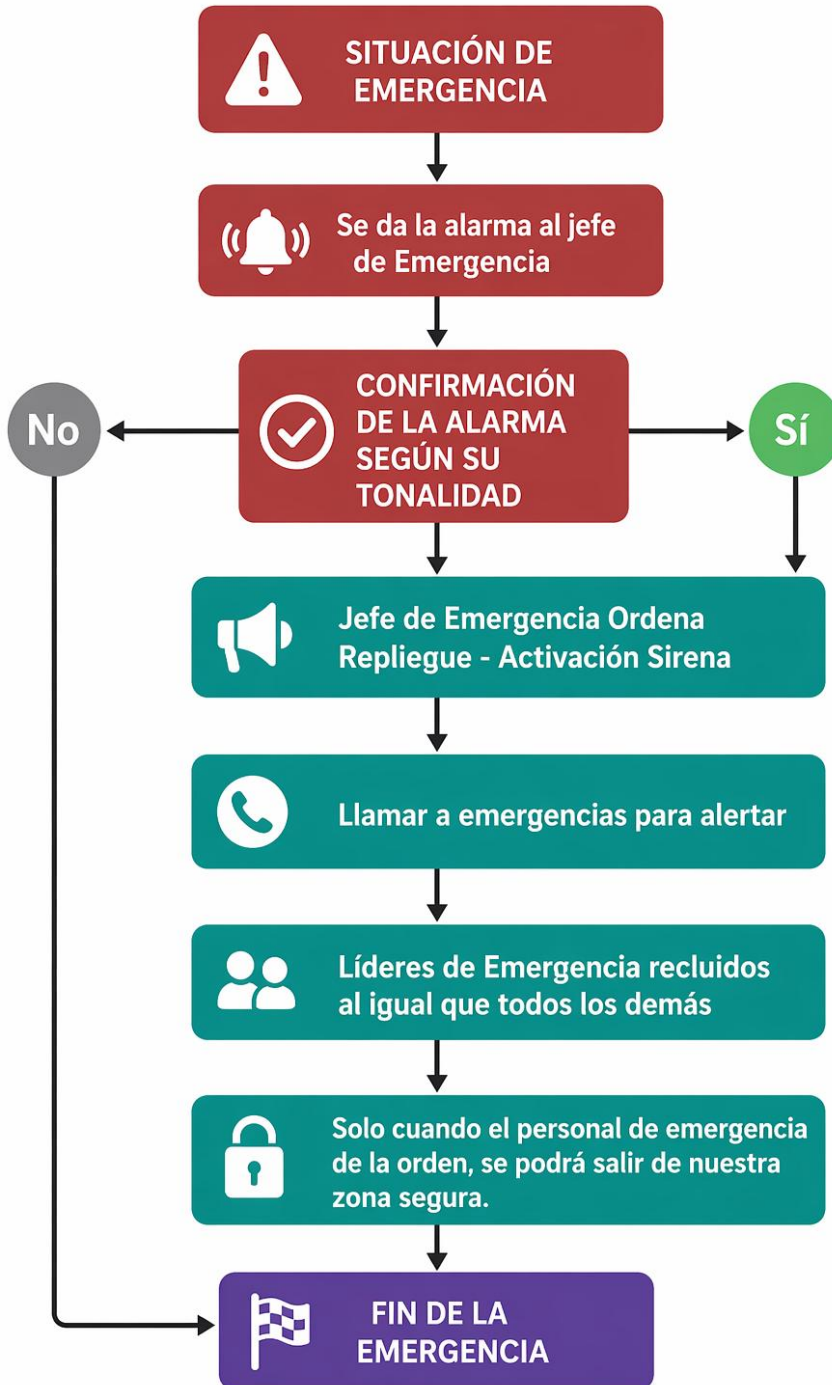 SITUACIÓN DE
EMERGENCIA
Se da la alarma al jefe
de Emergencia
CONFIRMACIÓN
DE LA ALARMA
SEGÚN SU
TONALIDAD
No
Sí
Jefe de Emergencia Ordena
Repliegue - Activación Sirena
Llamar a emergencias para alertar
Líderes de Emergencia recluidos
al igual que todos los demás
Solo cuando el personal de emergencia
de la orden, se podrá salir de nuestra
zona segura.
FIN DE LA
EMERGENCIA